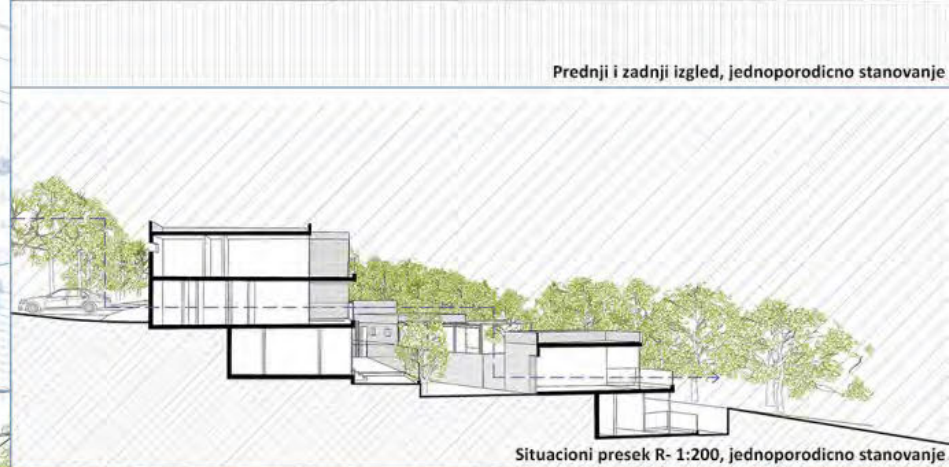 Prednji i zadnji izgled, jednoporodicno stanovanje
Situacioni presek R- 1:200, jednoporodicno stanovanje